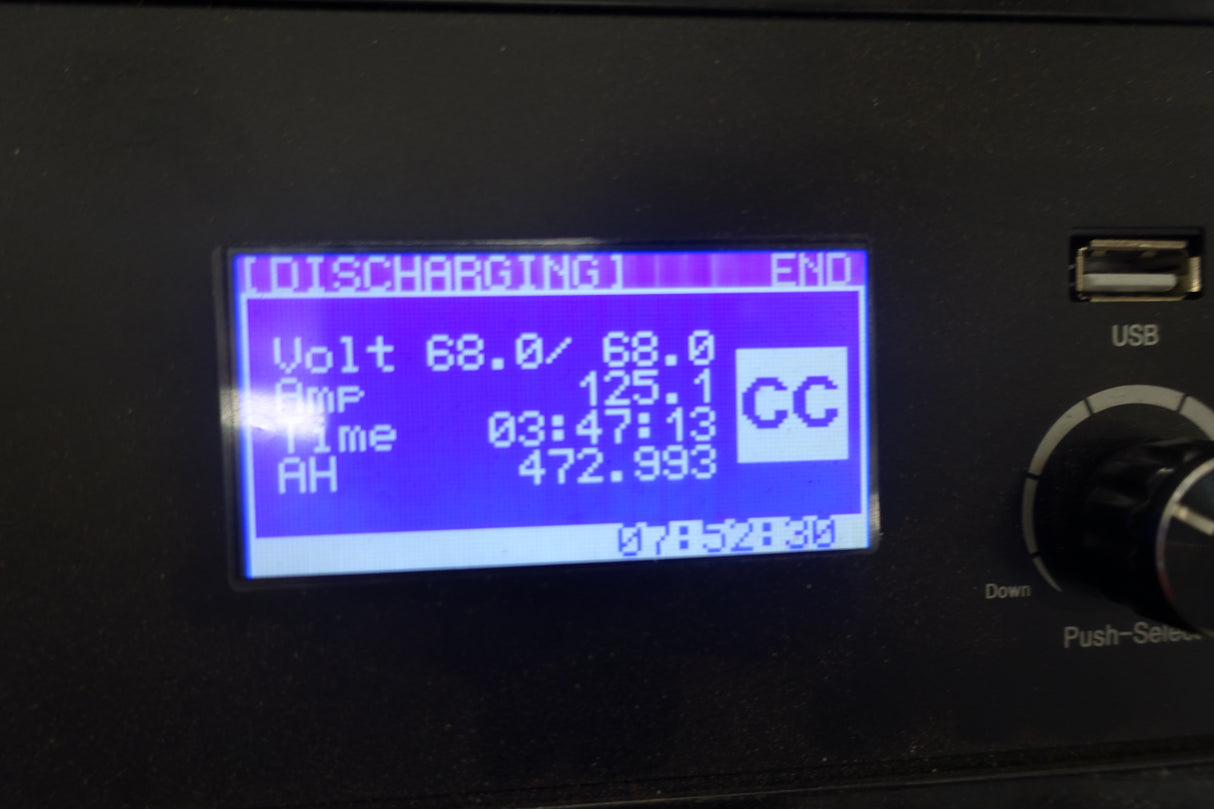 [DISCHARGING] END
Volt 68.0/ 68.0
Amp 125.1
Time 03:47:13
AH 472.993
CC
07:52:30
USB
Down
Push-Select